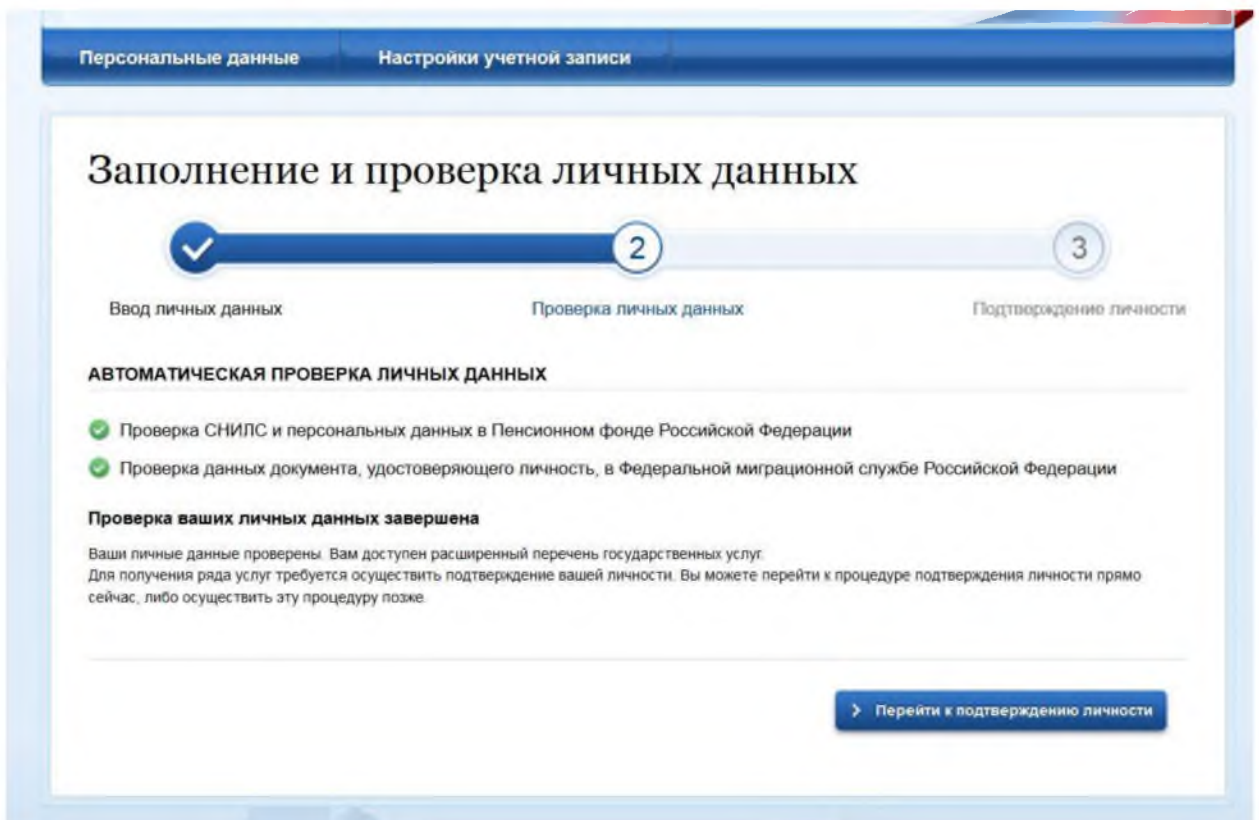 Персональные данные
Настройки учетной записи
Заполнение и проверка личных данных
2
3
Ввод личных данных
Проверка личных данных
Подтверждение личности
АВТОМАТИЧЕСКАЯ ПРОВЕРКА ЛИЧНЫХ ДАННЫХ
Проверка СНИЛС и персональных данных в Пенсионном фонде Российской Федерации
Проверка данных документа, удостоверяющего личность, в Федеральной миграционной службе Российской Федерации
Проверка ваших личных данных завершена
Ваши личные данные проверены. Вам доступен расширенный перечень государственных услуг.
Для получения ряда услуг требуется осуществить подтверждение вашей личности. Вы можете перейти к процедуре подтверждения личности прямо
сейчас, либо осуществить эту процедуру позже.
Перейти к подтверждению личности